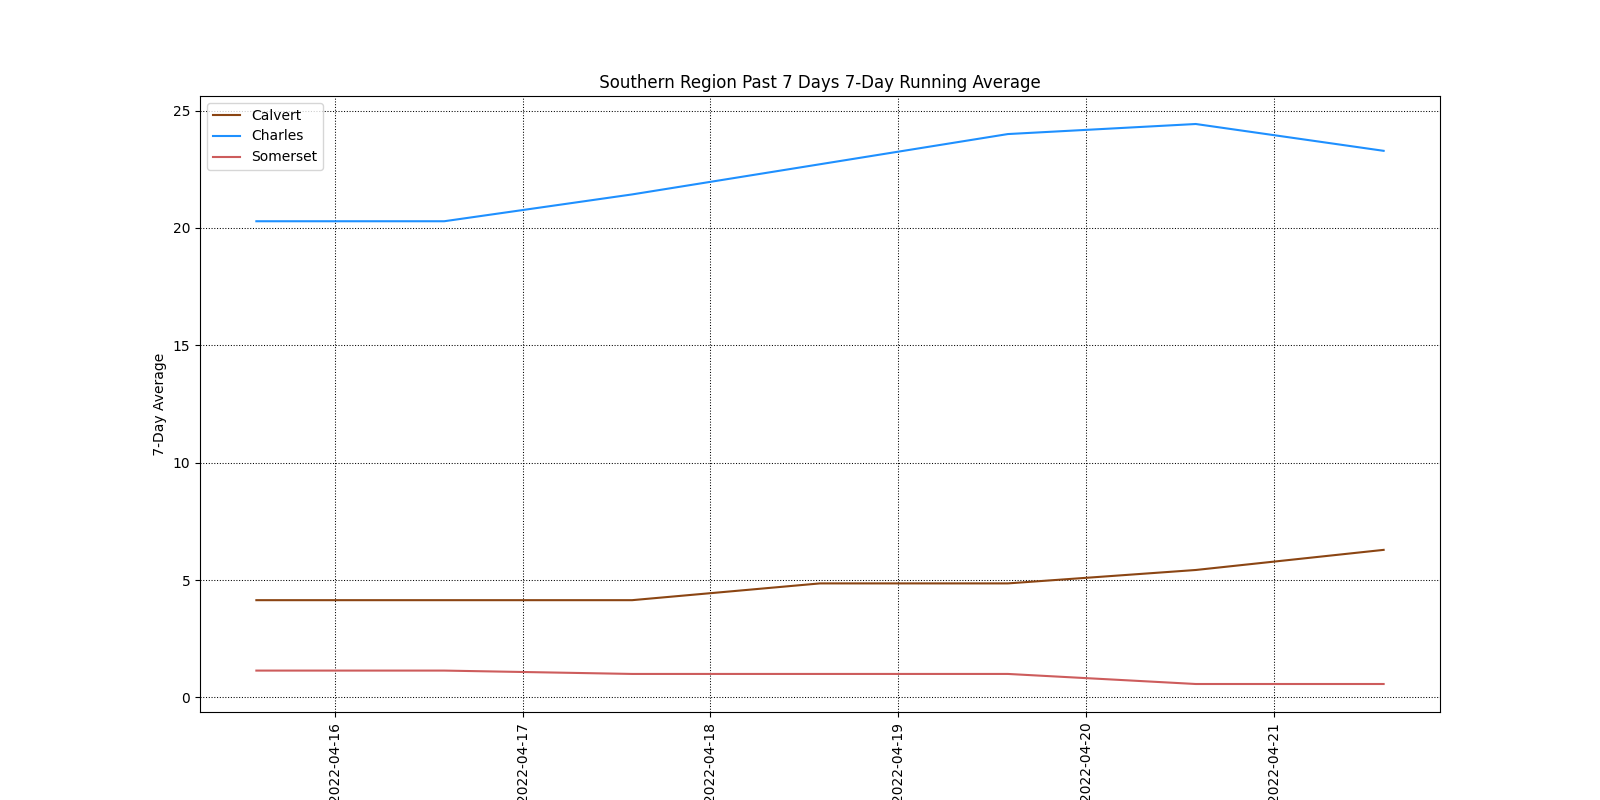 Southern Region Past 7 Days 7-Day Running Average
Calvert
Charles
Somerset
7-Day Average
25
20
15
10
5
0
2022-04-16
2022-04-17
2022-04-18
2022-04-19
2022-04-20
2022-04-21